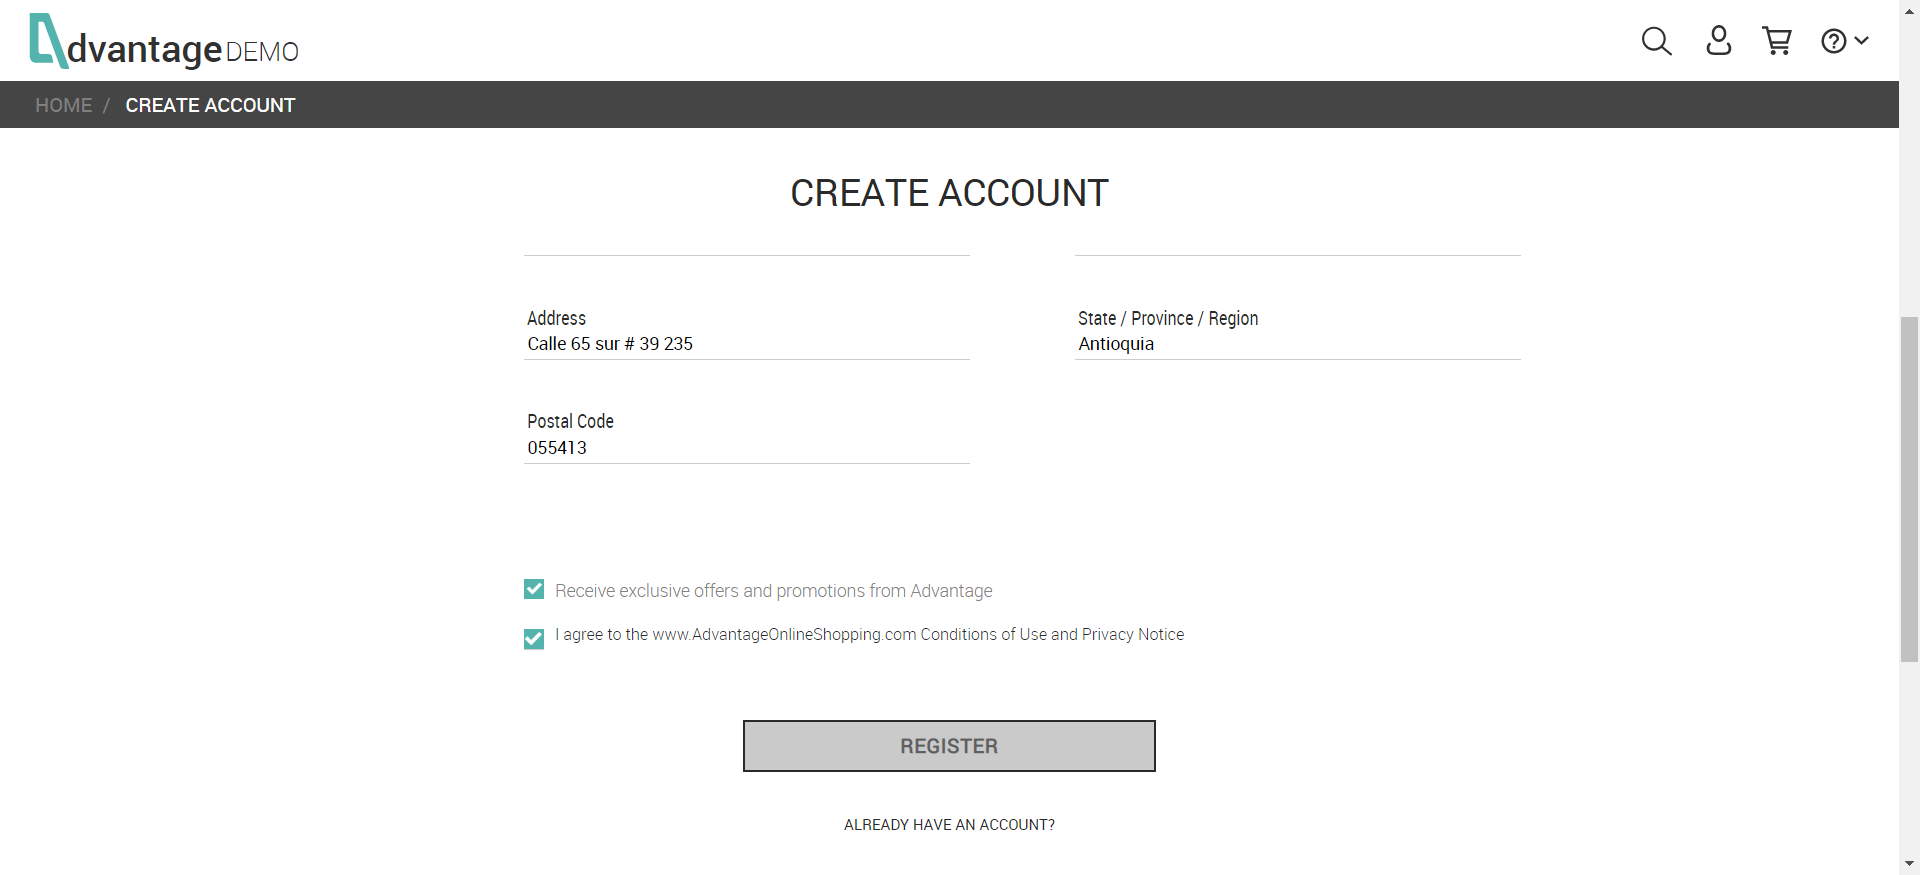 dvantage DEMO
HOME / CREATE ACCOUNT
CREATE ACCOUNT
Address
Calle 65 sur # 39 235
State / Province / Region
Antioquia
Postal Code
055413
Receive exclusive offers and promotions from Advantage
I agree to the www.AdvantageOnlineShopping.com Conditions of Use and Privacy Notice
REGISTER
ALREADY HAVE AN ACCOUNT?